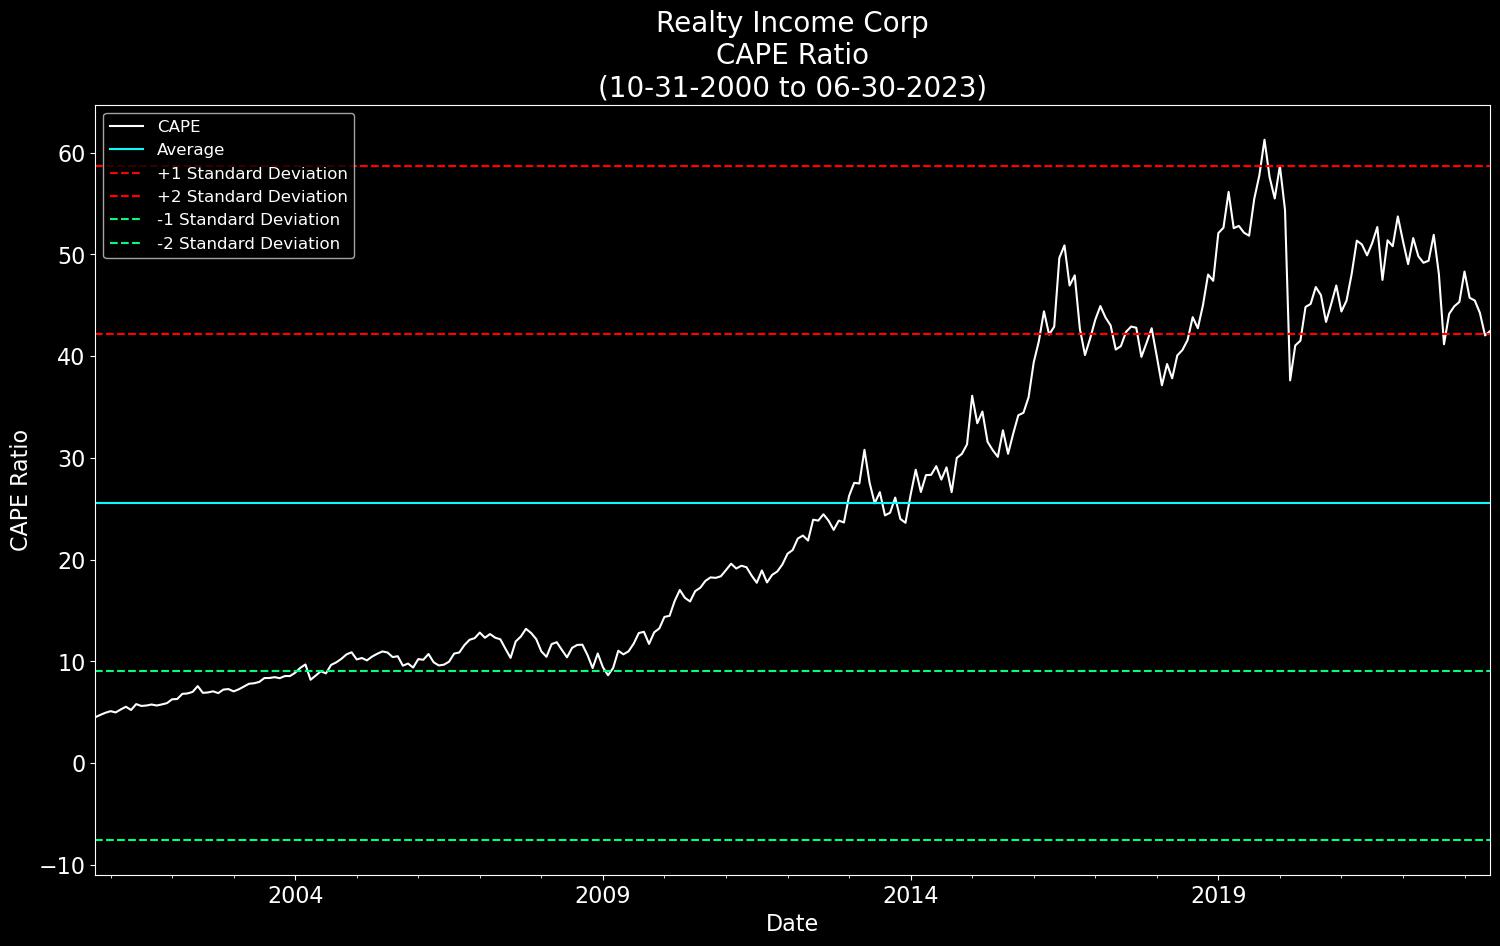 Realty Income Corp
CAPE Ratio
(10-31-2000 to 06-30-2023)
CAPE
Average
+1 Standard Deviation
+2 Standard Deviation
-1 Standard Deviation
-2 Standard Deviation
60
50
40
30
20
10
0
−10
CAPE Ratio
2004
2009
2014
2019
Date